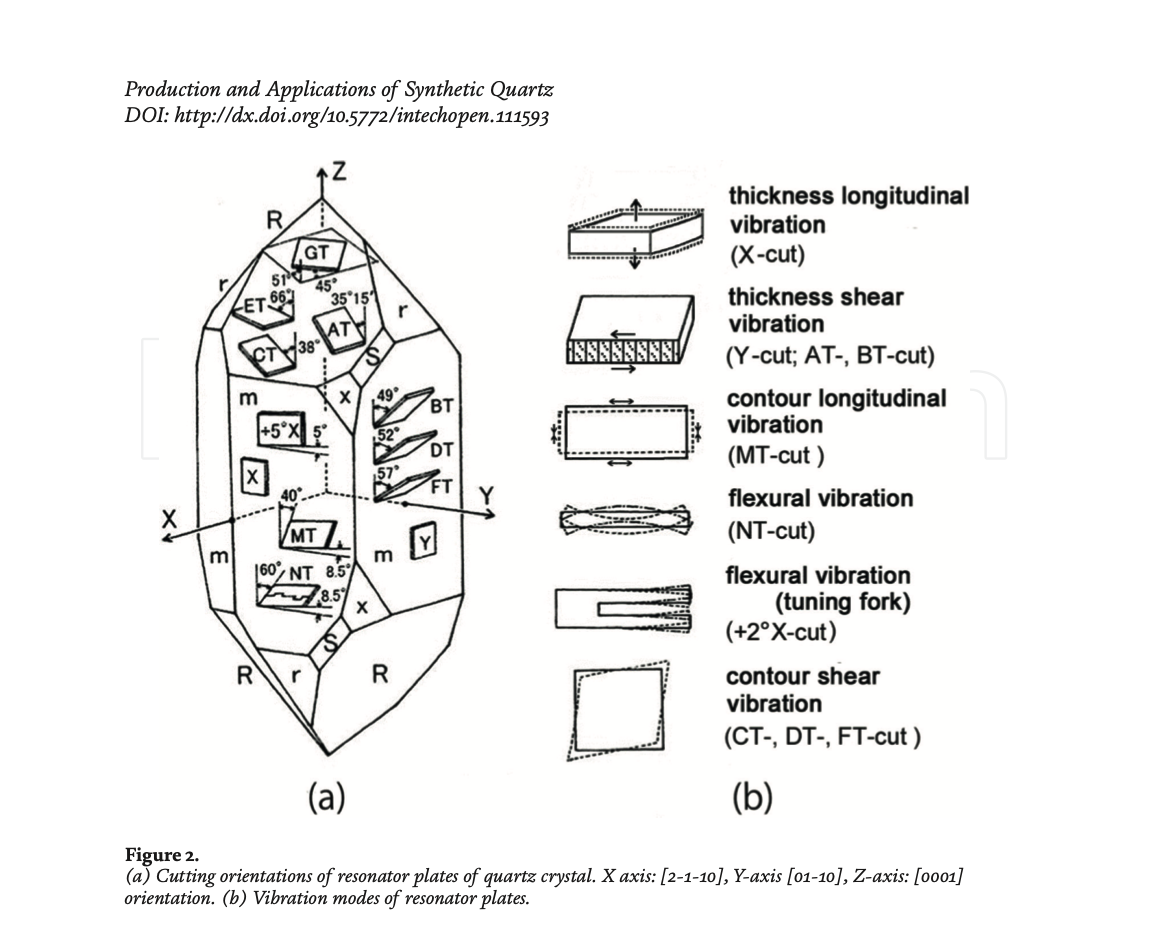 Production and Applications of Synthetic Quartz
DOI: http://dx.doi.org/10.5772/intechopen.111593
Z
R
GT
r
51°
45°
ET
66°
35°15'
r
AT
CT
38°
S
m
x
49°
BT
+5°X
5°
52°
DT
X
57°
FT
40°
Y
X
MT
Y
m
m
8.5°
60°
NT
8.5°
x
S
R
r
R
(a)
thickness longitudinal
vibration
(X-cut)
thickness shear
vibration
(Y-cut; AT-, BT-cut)
contour longitudinal
vibration
(MT-cut )
flexural vibration
(NT-cut)
flexural vibration
(tuning fork)
(+2°X-cut)
contour shear
vibration
(CT-, DT-, FT-cut )
(b)
Figure 2.
(a) Cutting orientations of resonator plates of quartz crystal. X axis: [2-1-10], Y-axis [01-10], Z-axis: [0001]
orientation. (b) Vibration modes of resonator plates.